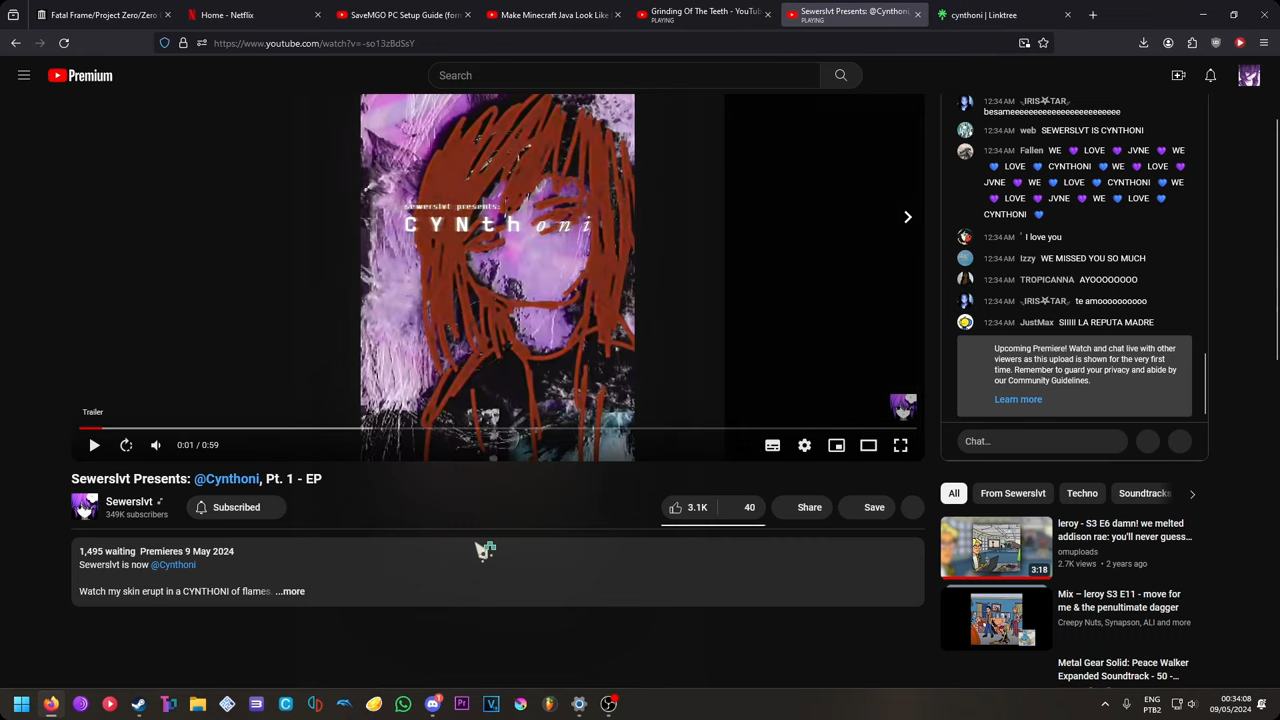 Fatal Frame/Project Zero/Zero
Home - Netflix
SaveMGO PC Setup Guide (forn
Make Minecraft Java Look Like
Grinding Of The Teeth - YouTub
PLAYING
Sewerslvt Presents: @Cynthoni,
PLAYING
cynthoni | Linktree
https://www.youtube.com/watch?v=-so13zBdSsY
Premium
Search
sewerslvt presents:
CYNthoni
Trailer
0:01 / 0:59
Sewerslvt Presents: @Cynthoni, Pt. 1 - EP
Sewerslvt
349K subscribers
Subscribed
3.1K
40
Share
Save
1,495 waiting Premieres 9 May 2024
Sewerslvt is now @Cynthoni
Watch my skin erupt in a CYNTHONI of flames. ...more
12:34 AM IRIS TAR
besameeeeeeeeeeeeeeeeeeeeeeee
12:34 AM web SEWERSLVT IS CYNTHONI
12:34 AM Fallen WE 💜 LOVE 💜 JVNE 💜 WE
💙 LOVE 💙 CYNTHONI 💙 WE 💜 LOVE 💜
JVNE 💜 WE 💙 LOVE 💙 CYNTHONI 💙 WE
💜 LOVE 💜 JVNE 💜 WE 💙 LOVE 💙
CYNTHONI 💙
12:34 AM ' I love you
12:34 AM Izzy WE MISSED YOU SO MUCH
12:34 AM TROPICANNA AYOOOOOOOO
12:34 AM IRIS TAR te amoooooooooo
12:34 AM JustMax SIIIII LA REPUTA MADRE
Upcoming Premiere! Watch and chat live with other
viewers as this upload is shown for the very first
time. Remember to guard your privacy and abide by
our Community Guidelines.
Learn more
Chat...
All
From Sewerslvt
Techno
Soundtracks
leroy - S3 E6 damn! we melted
addison rae: you'll never guess...
omuploads
2.7K views • 2 years ago
3:18
Mix – leroy S3 E11 - move for
me & the penultimate dagger
Creepy Nuts, Synapson, ALI and more
Metal Gear Solid: Peace Walker
Expanded Soundtrack - 50 -...
1
ENG
PTB2
00:34:08
09/05/2024